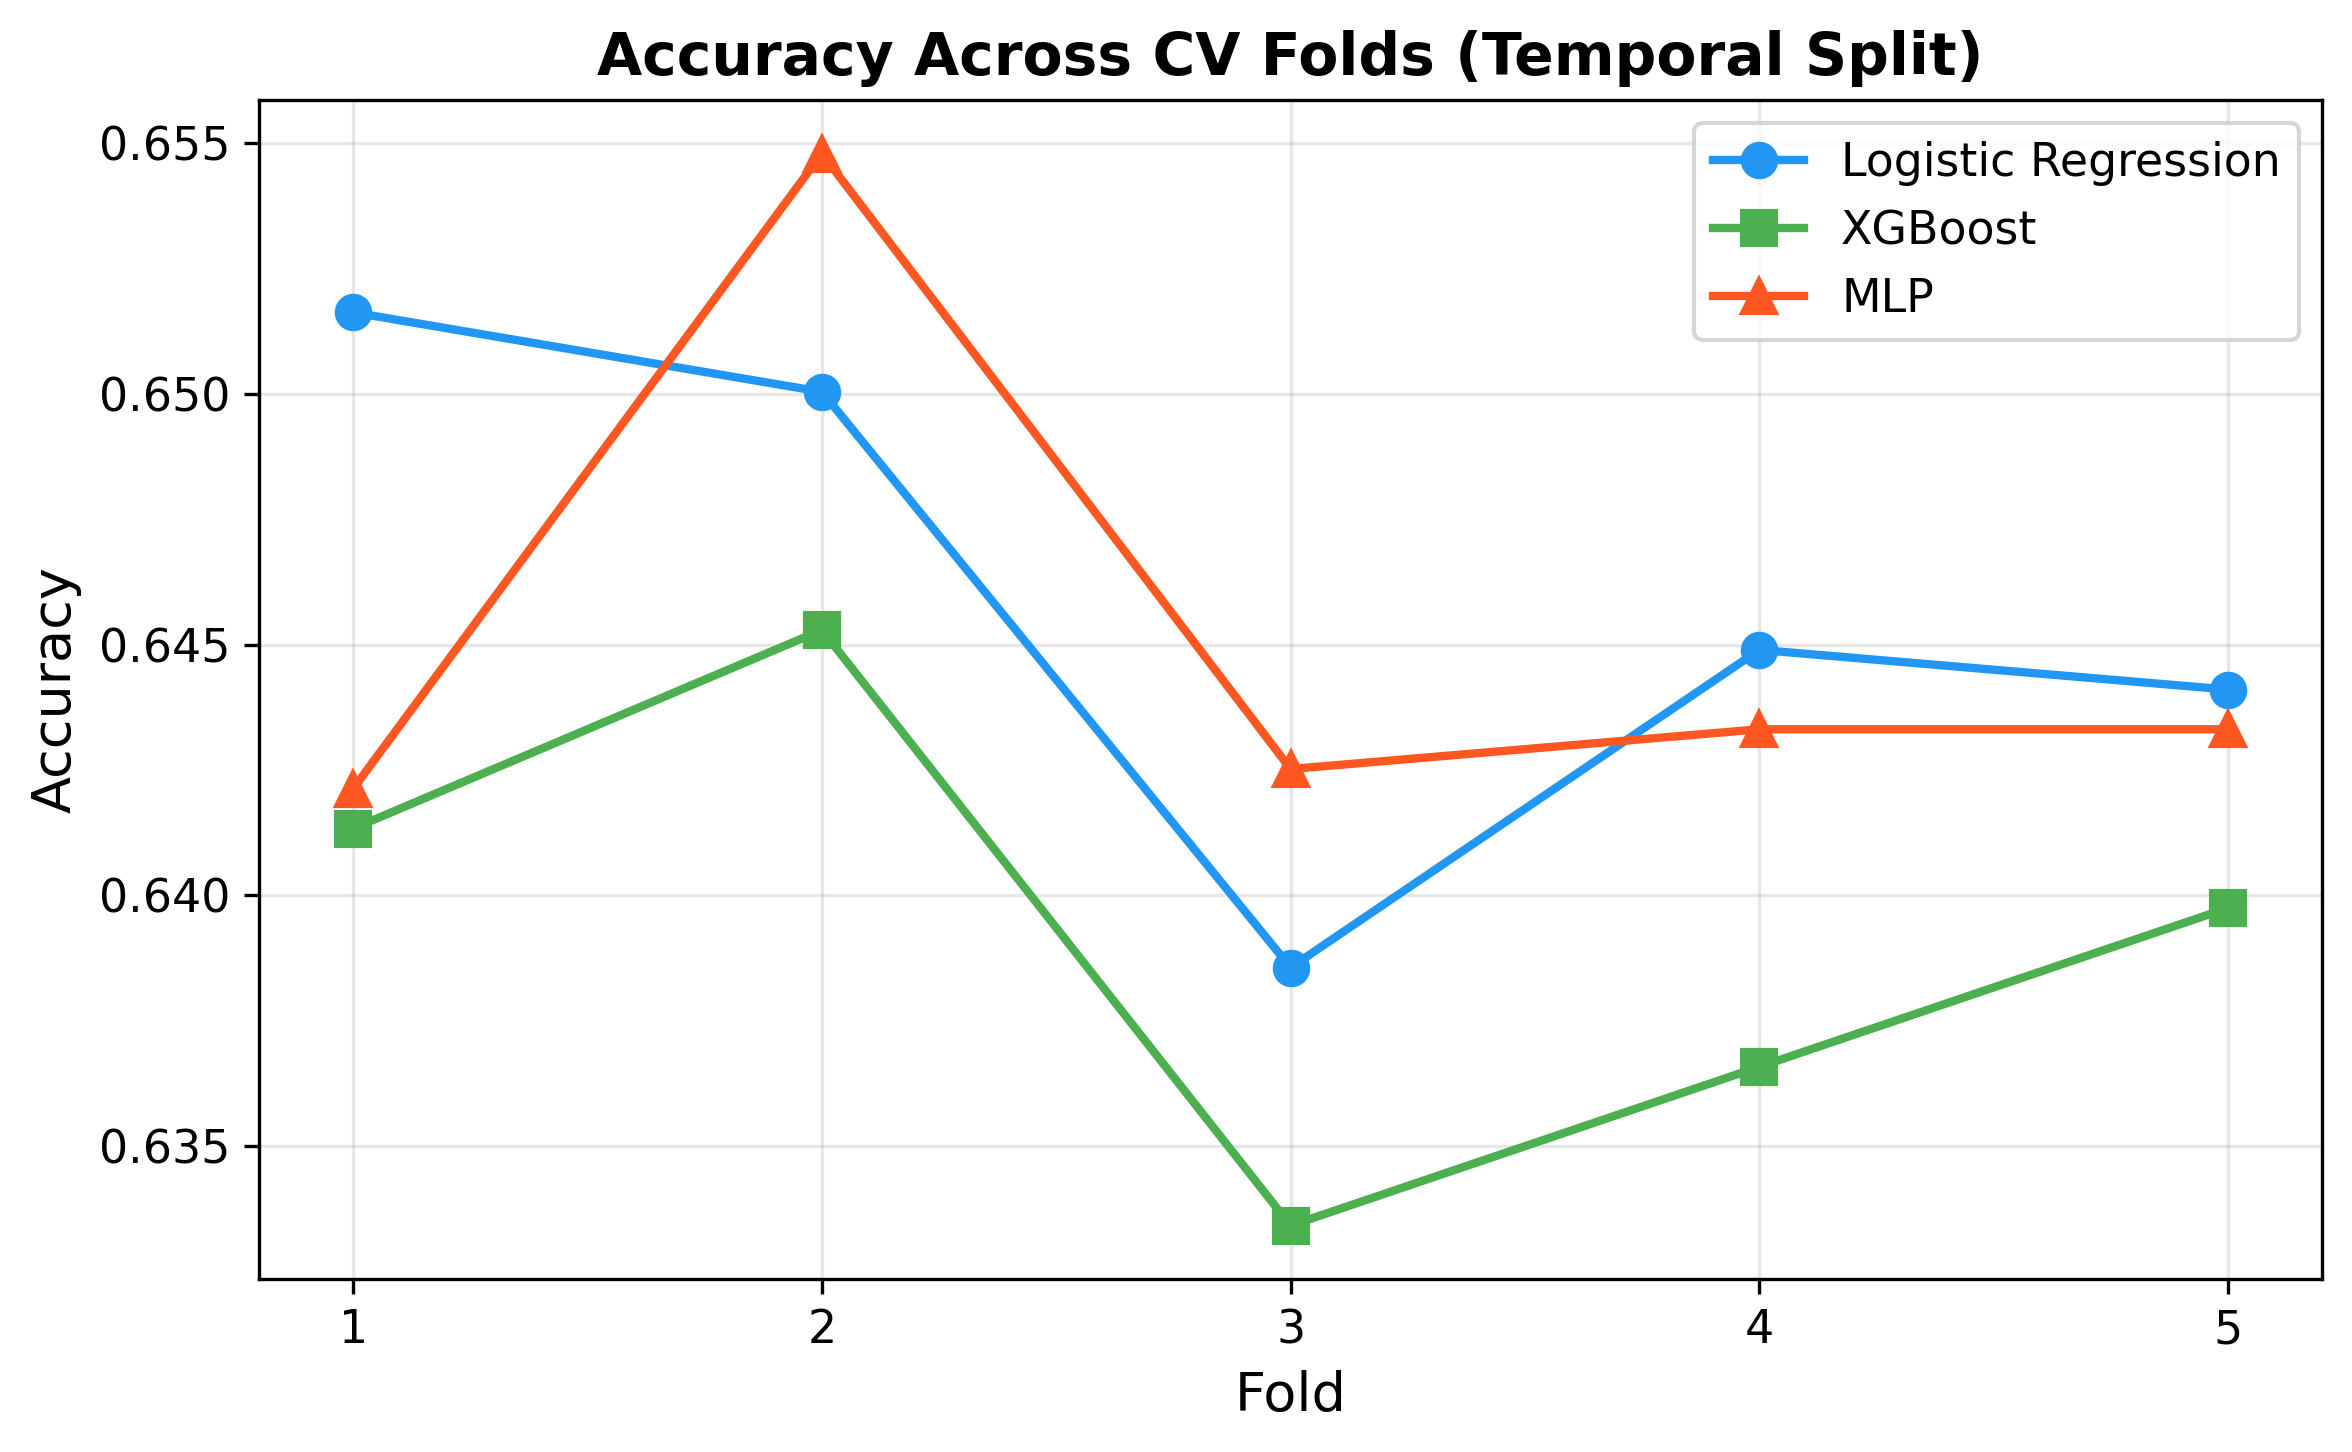 Accuracy Across CV Folds (Temporal Split)
Logistic Regression
XGBoost
MLP
Accuracy
0.655
0.650
0.645
0.640
0.635
1 2 3 4 5
Fold